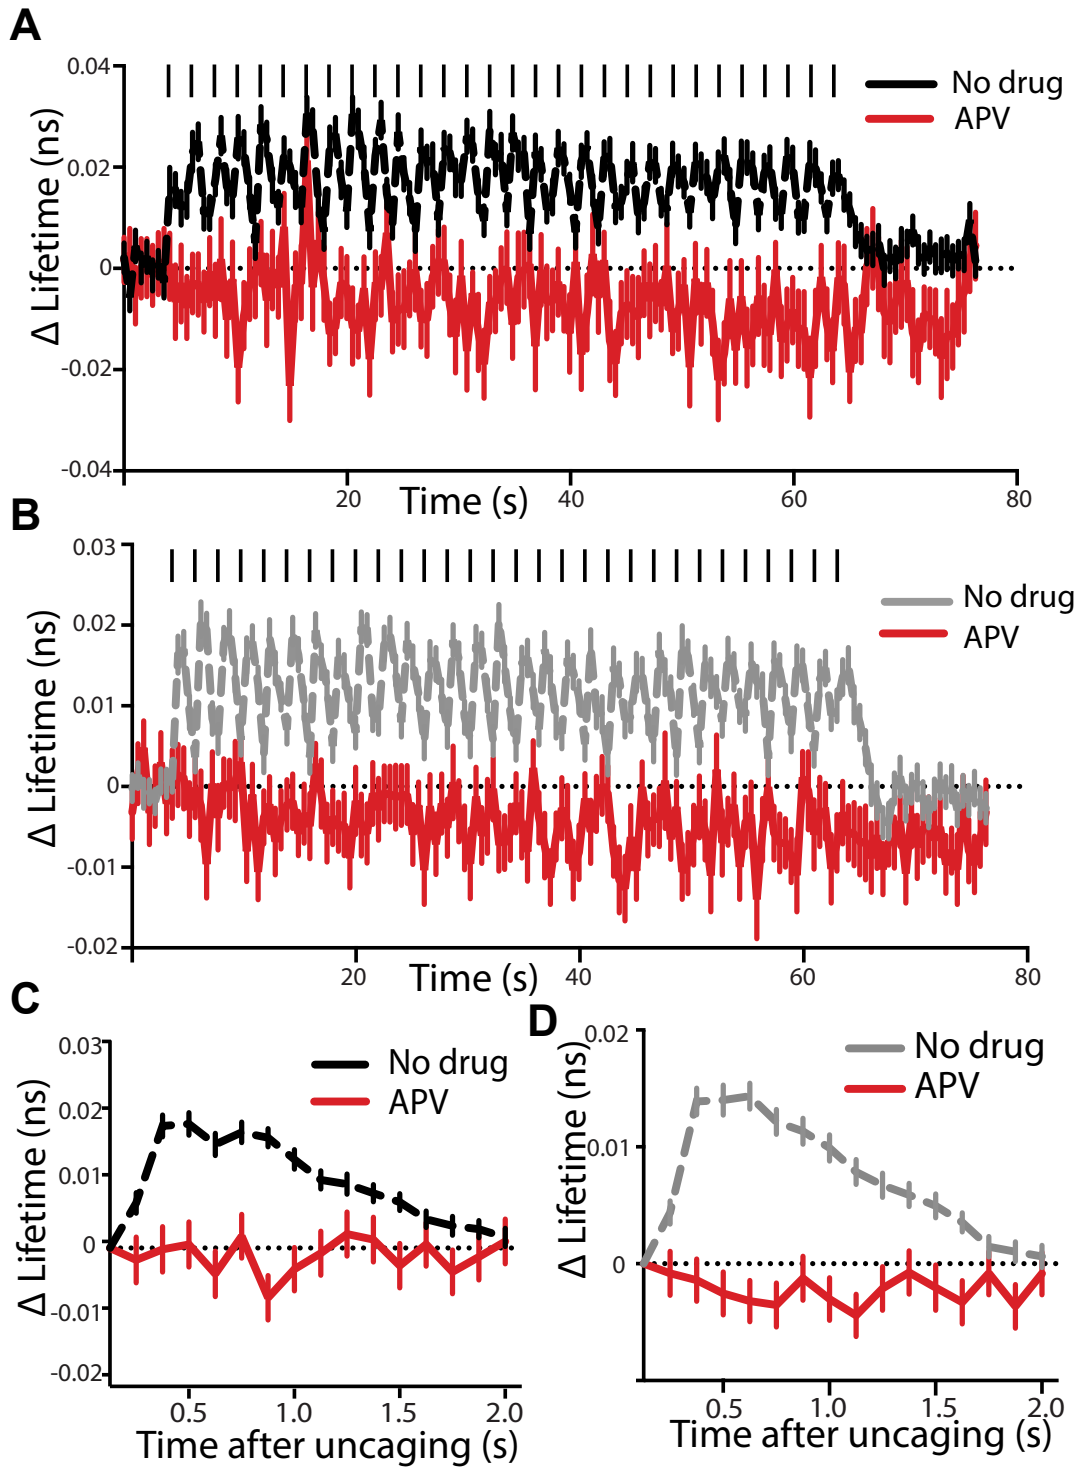 A
0.04
0.02
0
-0.02
-0.04
Δ Lifetime (ns)
No drug
APV
20
40
60
80
Time (s)
B
0.03
0.02
0.01
0
-0.01
-0.02
Δ Lifetime (ns)
No drug
APV
20
40
60
80
Time (s)
C
0.03
0.02
0.01
0
-0.01
-0.02
Δ Lifetime (ns)
No drug
APV
0.5
1.0
1.5
2.0
Time after uncaging (s)
D
0.02
0.01
0
Δ Lifetime (ns)
No drug
APV
0.5
1.0
1.5
2.0
Time after uncaging (s)